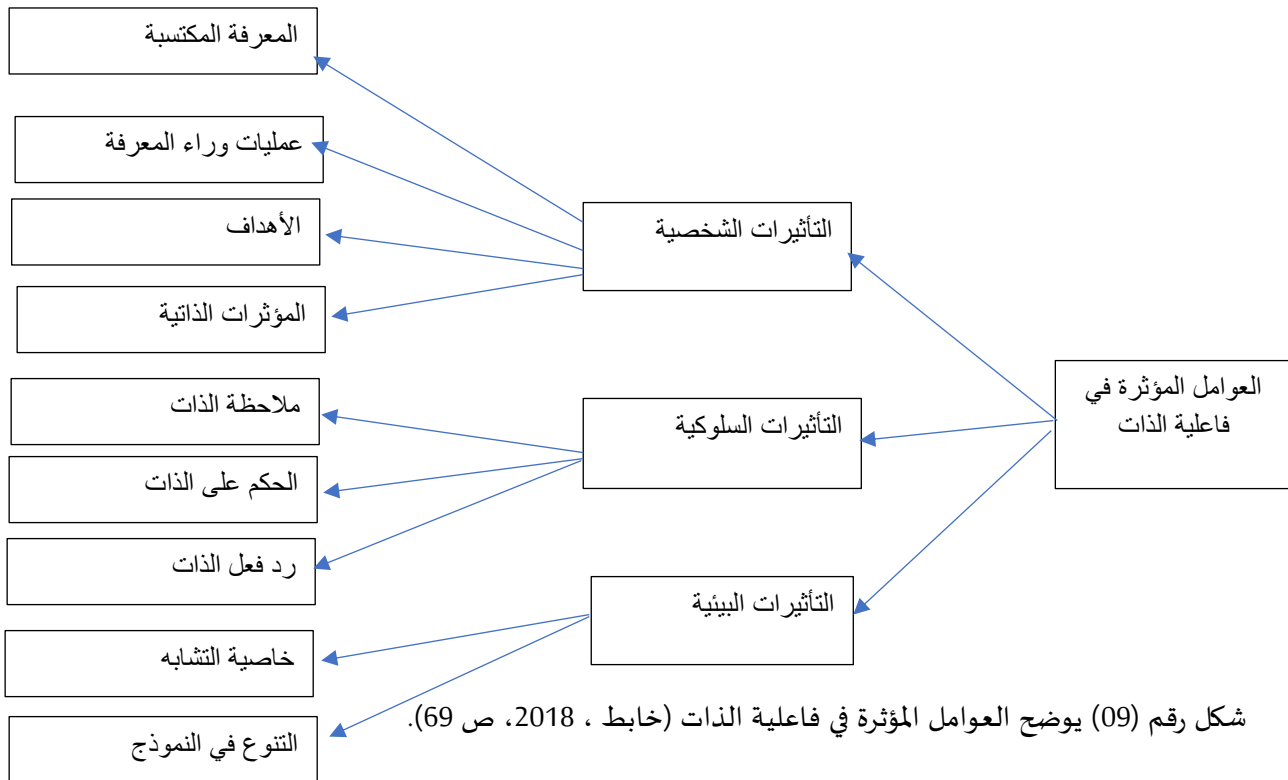 العوامل المؤثرة في
فاعلية الذات
التأثيرات الشخصية
المعرفة المكتسبة
عمليات وراء المعرفة
الأهداف
المؤثرات الذاتية
التأثيرات السلوكية
ملاحظة الذات
الحكم على الذات
رد فعل الذات
التأثيرات البيئية
خاصية التشابه
التنوع في النموذج
شكل رقم (09) يوضح العوامل المؤثرة في فاعلية الذات (خابط ، 2018، ص 69).